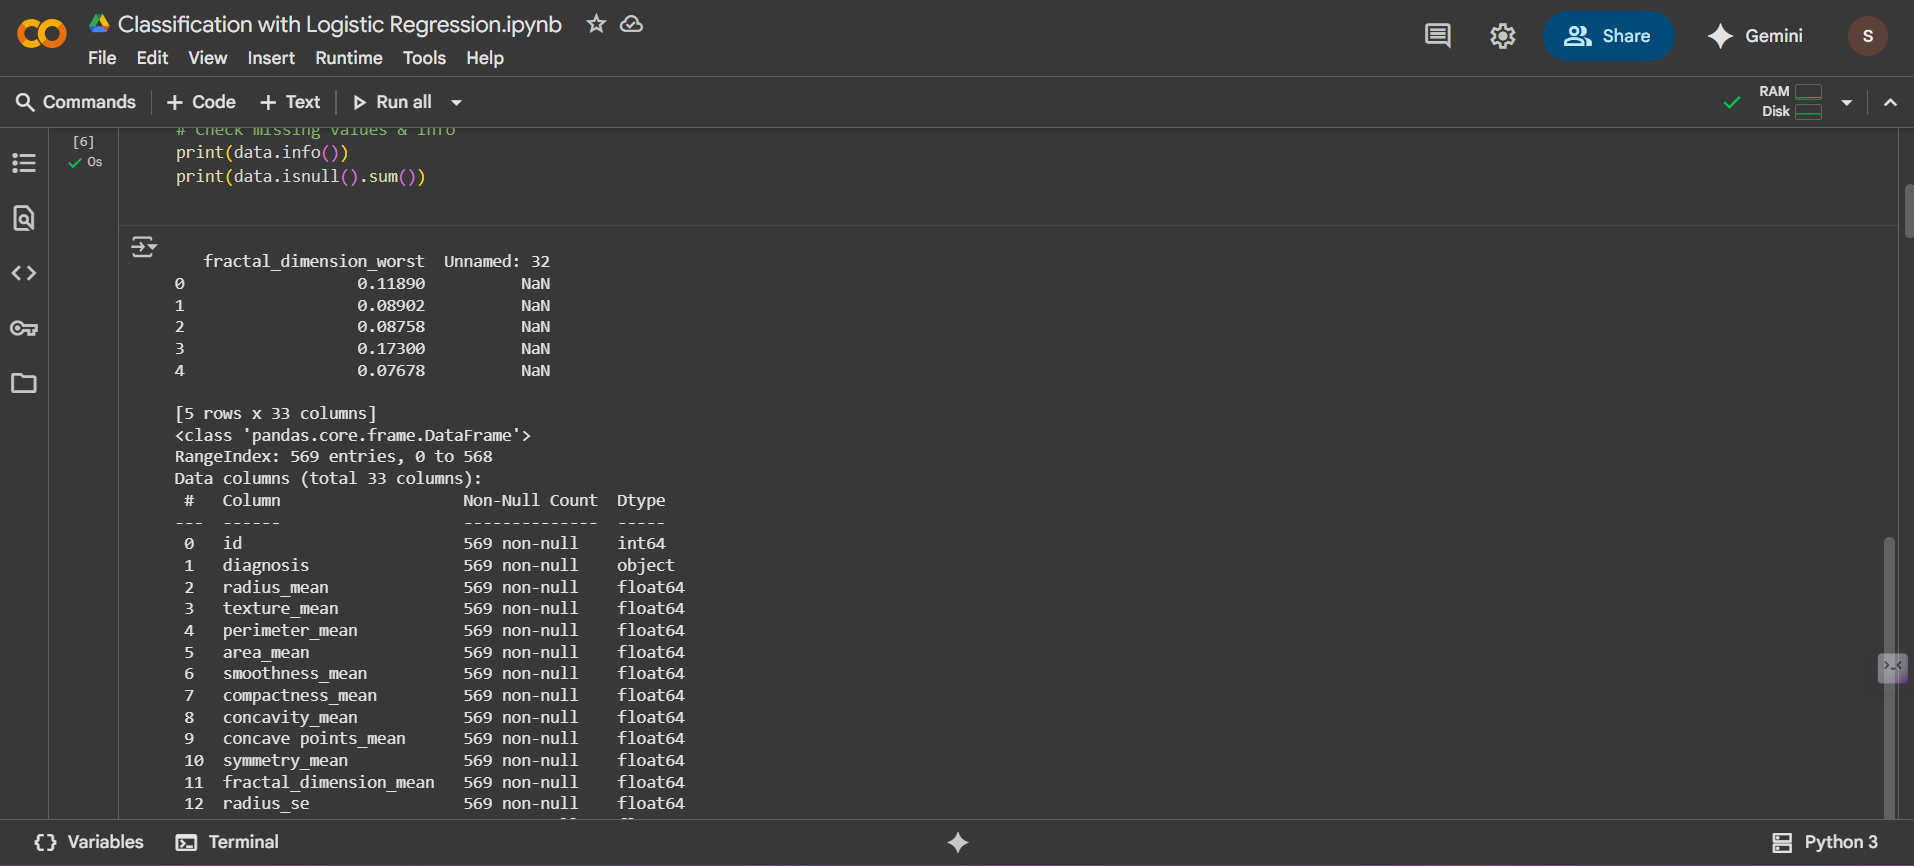 Classification with Logistic Regression.ipynb
File Edit View Insert Runtime Tools Help
Share
Gemini
S
Commands + Code + Text Run all
RAM
Disk
[6]
0s
# Check missing values & info
print(data.info())
print(data.isnull().sum())
fractal_dimension_worst Unnamed: 32
0 0.11890 NaN
1 0.08902 NaN
2 0.08758 NaN
3 0.17300 NaN
4 0.07678 NaN
[5 rows x 33 columns]
<class 'pandas.core.frame.DataFrame'>
RangeIndex: 569 entries, 0 to 568
Data columns (total 33 columns):
# Column Non-Null Count Dtype
--- ------ -------------- -----
0 id 569 non-null int64
1 diagnosis 569 non-null object
2 radius_mean 569 non-null float64
3 texture_mean 569 non-null float64
4 perimeter_mean 569 non-null float64
5 area_mean 569 non-null float64
6 smoothness_mean 569 non-null float64
7 compactness_mean 569 non-null float64
8 concavity_mean 569 non-null float64
9 concave points_mean 569 non-null float64
10 symmetry_mean 569 non-null float64
11 fractal_dimension_mean 569 non-null float64
12 radius_se 569 non-null float64
Variables Terminal
Python 3